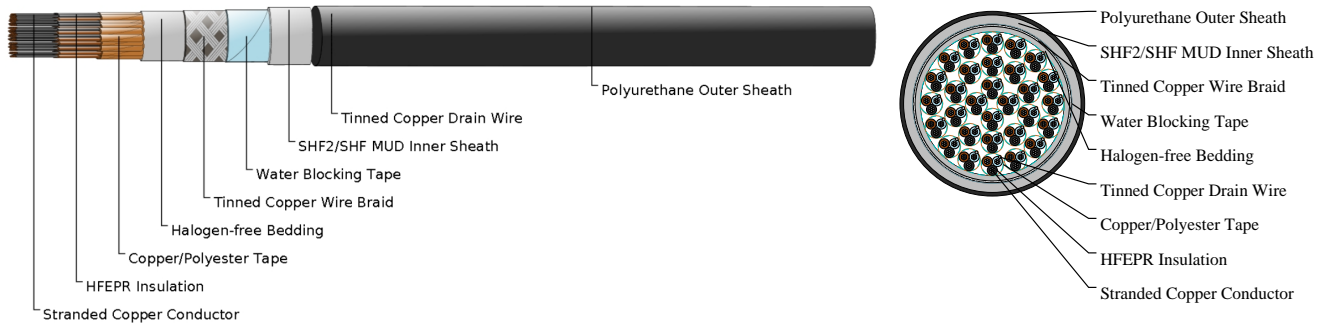 Polyurethane Outer Sheath
Tinned Copper Drain Wire
SHF2/SHF MUD Inner Sheath
Water Blocking Tape
Tinned Copper Wire Braid
Halogen-free Bedding
Copper/Polyester Tape
HFEPR Insulation
Stranded Copper Conductor
Polyurethane Outer Sheath
SHF2/SHF MUD Inner Sheath
Tinned Copper Wire Braid
Water Blocking Tape
Halogen-free Bedding
Tinned Copper Drain Wire
Copper/Polyester Tape
HFEPR Insulation
Stranded Copper Conductor